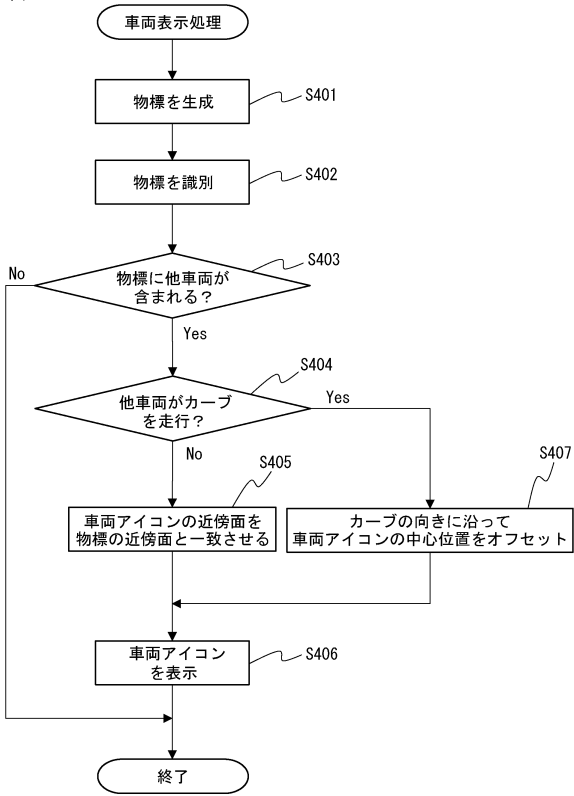 車両表示処理
物標を生成
S401
物標を識別
S402
物標に他車両が
含まれる？
S403
No
Yes
他車両がカーブ
を走行？
S404
Yes
No
車両アイコンの近傍面を
物標の近傍面と一致させる
S405
カーブの向きに沿って
車両アイコンの中心位置をオフセット
S407
車両アイコン
を表示
S406
終了